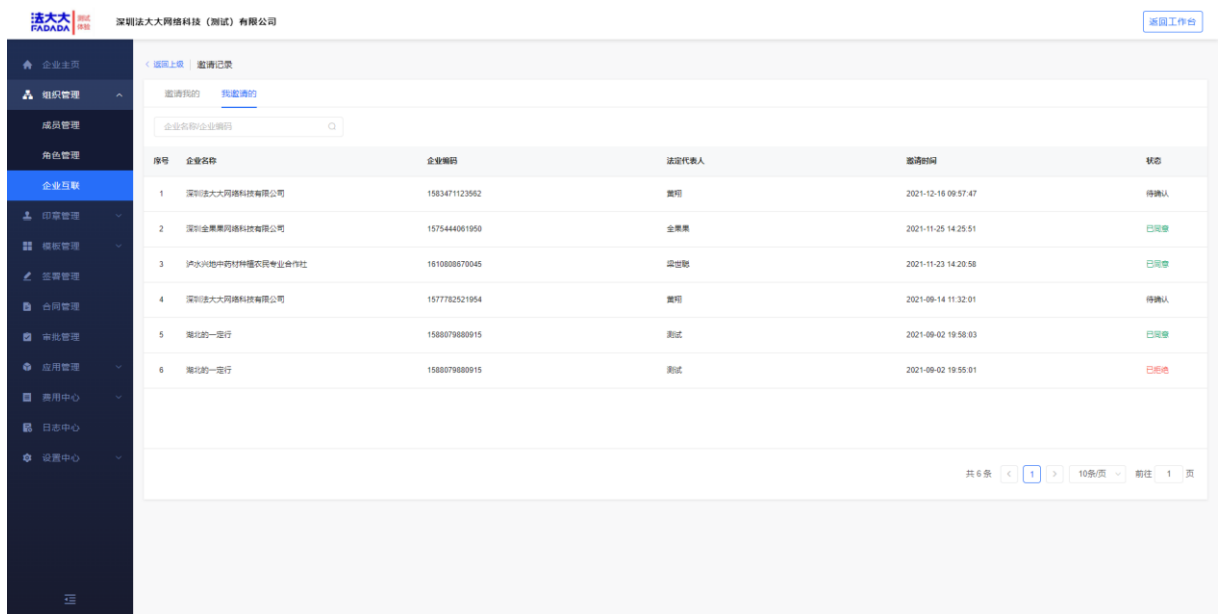 法大大 测试
FADADA 体验
深圳法大大网络科技（测试）有限公司
返回工作台
企业主页
组织管理
成员管理
角色管理
企业互联
印章管理
模板管理
签署管理
合同管理
审批管理
应用管理
费用中心
日志中心
设置中心
返回上级 邀请记录
邀请我的 我邀请的
企业名称/企业编码
序号 企业名称 企业编码 法定代表人 邀请时间 状态
1 深圳法大大网络科技有限公司 1583471123562 黄翔 2021-12-16 09:57:47 待确认
2 深圳金果果网络科技有限公司 1575444061950 金果果 2021-11-25 14:25:51 已同意
3 泸水兴地中药材种植农民专业合作社 1610808670045 梁世聪 2021-11-23 14:20:58 已同意
4 深圳法大大网络科技有限公司 1577782521954 黄翔 2021-09-14 11:32:01 待确认
5 湖北的一定行 1588079880915 测试 2021-09-02 19:58:03 已同意
6 湖北的一定行 1588079880915 测试 2021-09-02 19:55:01 已拒绝
共 6 条 1 10条/页 前往 1 页